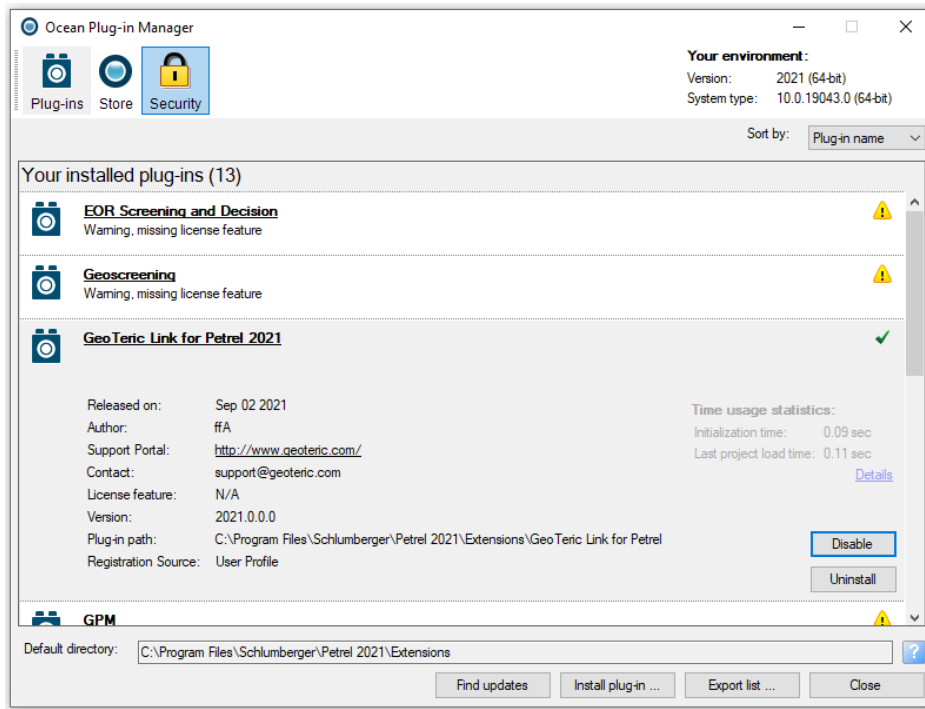 Ocean Plug-in Manager
Plug-ins Store Security
Your environment:
Version: 2021 (64-bit)
System type: 10.0.19043.0 (64-bit)
Sort by: Plug-in name
Your installed plug-ins (13)
EOR Screening and Decision
Warning, missing license feature
Geoscreening
Warning, missing license feature
GeoTeric Link for Petrel 2021
Released on: Sep 02 2021
Author: ffA
Support Portal: http://www.geoteric.com/
Contact: support@geoteric.com
License feature: N/A
Version: 2021.0.0.0
Plug-in path: C:\Program Files\Schlumberger\Petrel 2021\Extensions\GeoTeric Link for Petrel
Registration Source: User Profile
Time usage statistics:
Initialization time: 0.09 sec
Last project load time: 0.11 sec
Details
Disable
Uninstall
GPM
Default directory: C:\Program Files\Schlumberger\Petrel 2021\Extensions
?
Find updates Install plug-in ... Export list ... Close